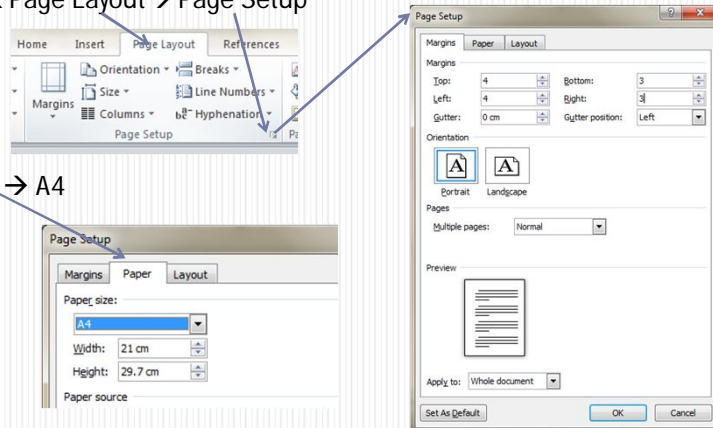 Page Layout → Page Setup
Home Insert Page Layout References
Orientation Breaks
Size Line Numbers
Margins
Columns Hyphenation
Page Setup
→ A4
Page Setup
Margins Paper Layout
Paper size:
A4
Width: 21 cm
Height: 29.7 cm
Paper source
Page Setup
Margins Paper Layout
Margins
Top: 4 Bottom: 3
Left: 4 Right: 3
Gutter: 0 cm Gutter position: Left
Orientation
Portrait Landscape
Pages
Multiple pages: Normal
Preview
Apply to: Whole document
Set As Default OK Cancel